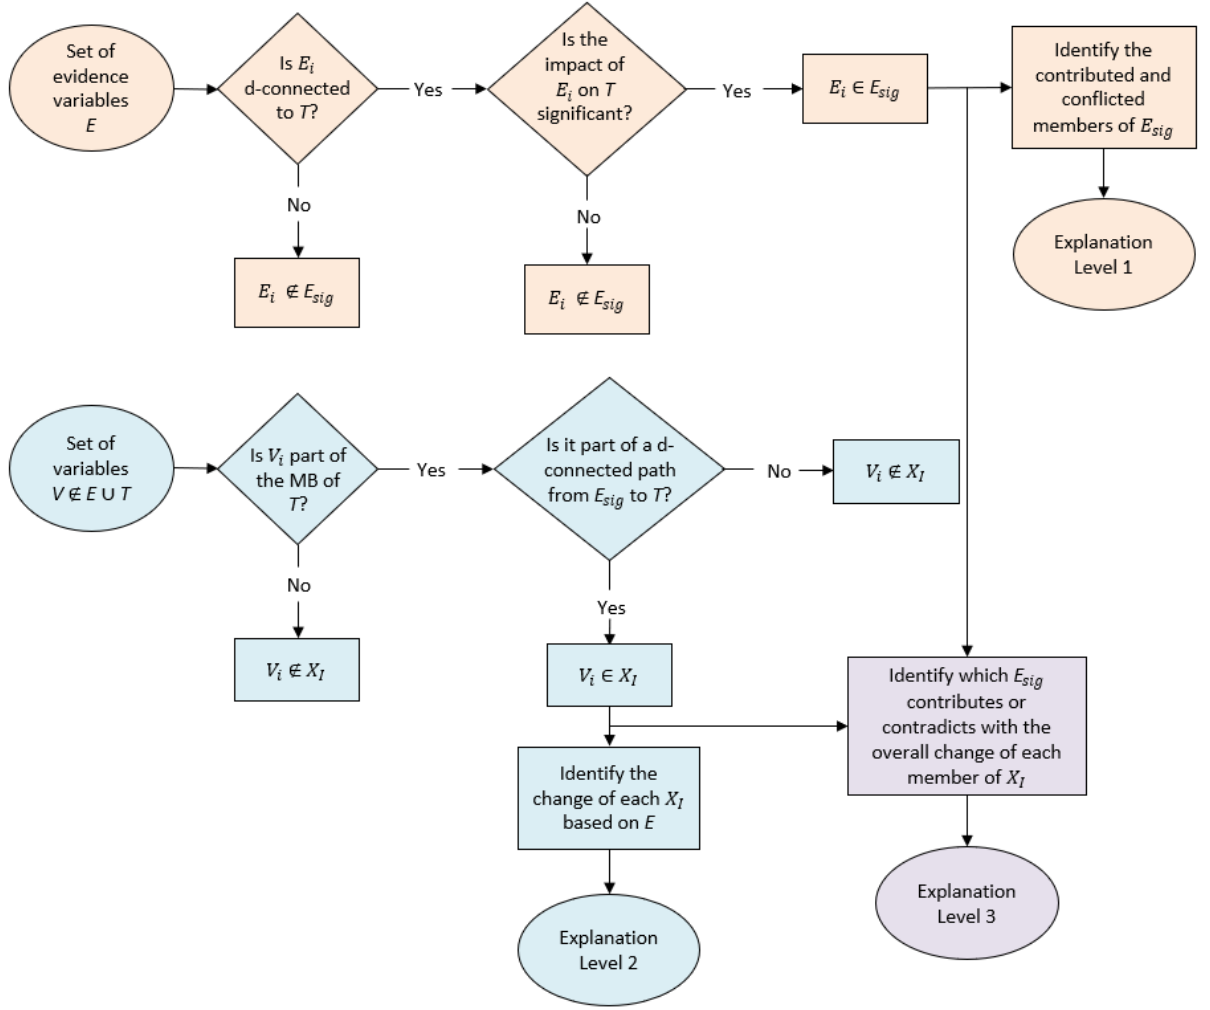 Set of
evidence
variables
E
Is Eᵢ
d-connected
to T?
Yes
Is the
impact of
Eᵢ on T
significant?
Yes
Eᵢ ∈ E_sig
Identify the
contributed and
conflicted
members of E_sig
No
Eᵢ ∉ E_sig
No
Eᵢ ∉ E_sig
Explanation
Level 1
Set of
variables
V ∉ E ∪ T
Is Vᵢ part of
the MB of
T?
Yes
Is it part of a d-
connected path
from E_sig to T?
No
Vᵢ ∉ X_I
No
Vᵢ ∉ X_I
Yes
Vᵢ ∈ X_I
Identify which E_sig
contributes or
contradicts with the
overall change of each
member of X_I
Identify the
change of each X_I
based on E
Explanation
Level 3
Explanation
Level 2